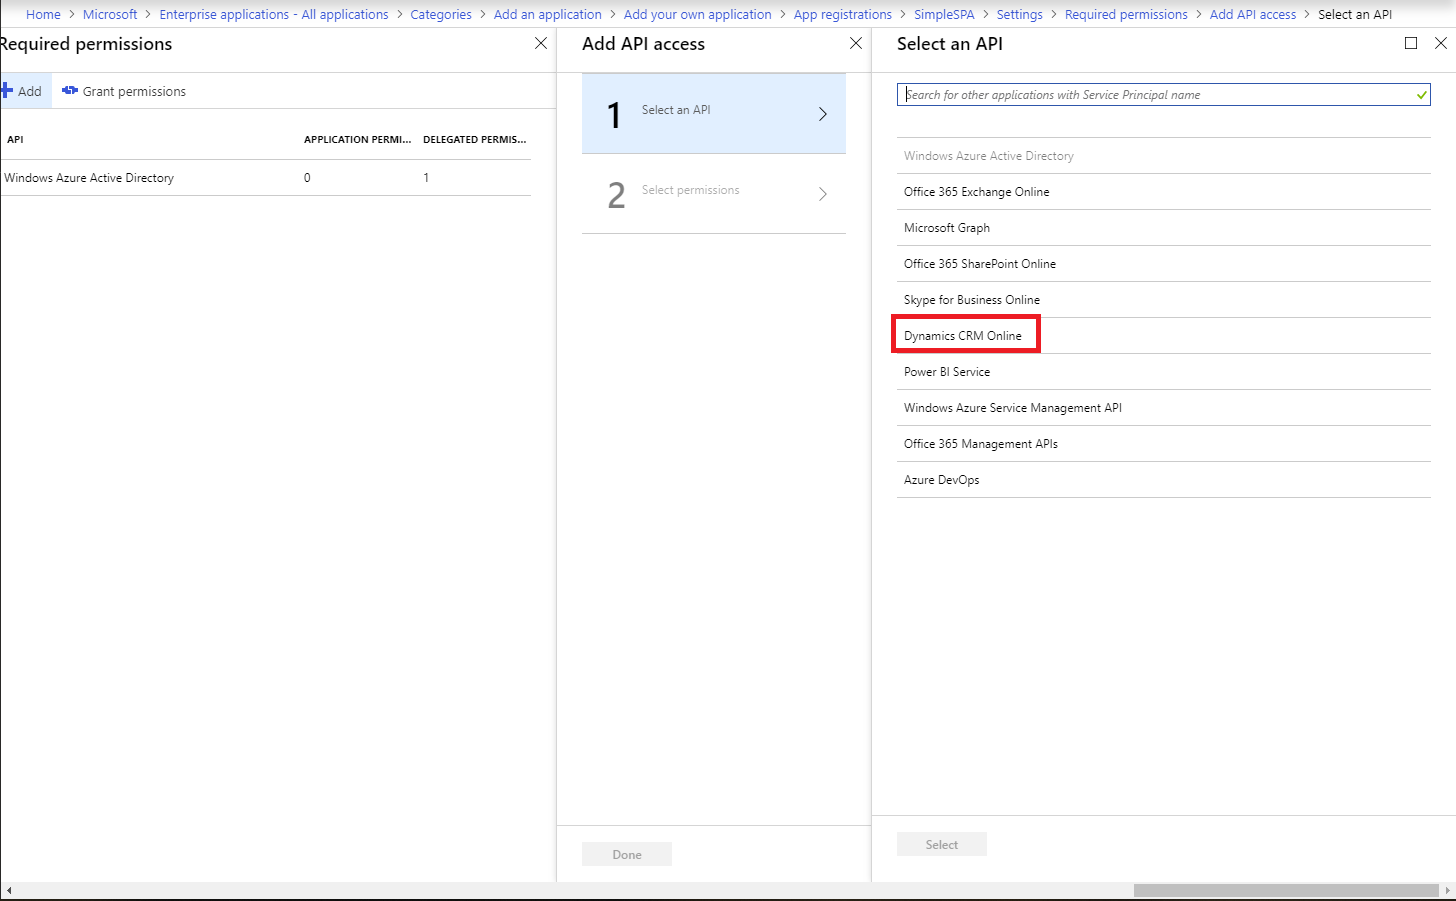 Home > Microsoft > Enterprise applications - All applications > Categories > Add an application > Add your own application > App registrations > SimpleSPA > Settings > Required permissions > Add API access > Select an API
Required permissions
Add Grant permissions
API APPLICATION PERMI... DELEGATED PERMIS...
Windows Azure Active Directory 0 1
Add API access
1 Select an API
2 Select permissions
Done
Select an API
Search for other applications with Service Principal name
Windows Azure Active Directory
Office 365 Exchange Online
Microsoft Graph
Office 365 SharePoint Online
Skype for Business Online
Dynamics CRM Online
Power BI Service
Windows Azure Service Management API
Office 365 Management APIs
Azure DevOps
Select